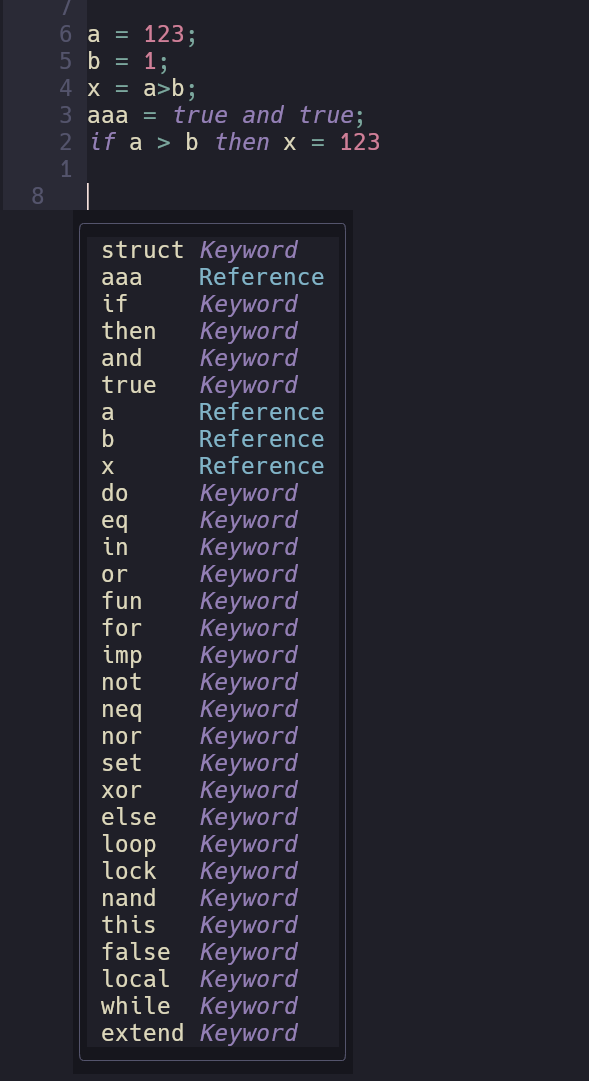 7
6 a = 123;
5 b = 1;
4 x = a>b;
3 aaa = true and true;
2 if a > b then x = 123
1
8
struct Keyword
aaa Reference
if Keyword
then Keyword
and Keyword
true Keyword
a Reference
b Reference
x Reference
do Keyword
eq Keyword
in Keyword
or Keyword
fun Keyword
for Keyword
imp Keyword
not Keyword
neq Keyword
nor Keyword
set Keyword
xor Keyword
else Keyword
loop Keyword
lock Keyword
nand Keyword
this Keyword
false Keyword
local Keyword
while Keyword
extend Keyword